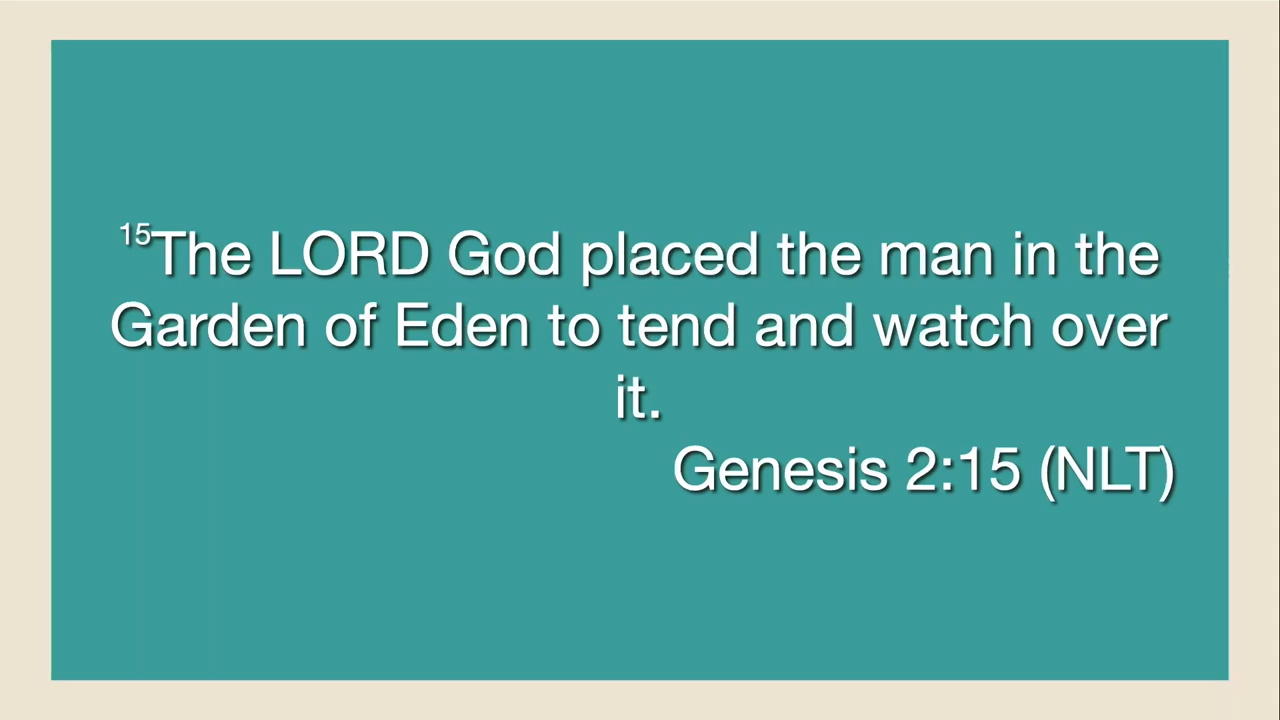 15The LORD God placed the man in the
Garden of Eden to tend and watch over
it.
Genesis 2:15 (NLT)